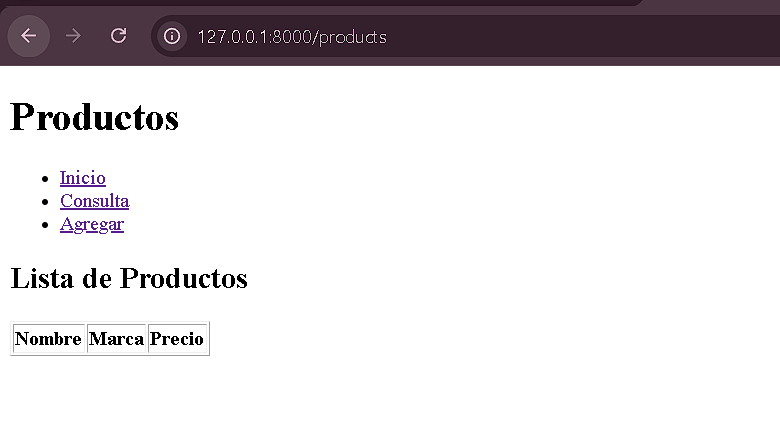 127.0.0.1:8000/products
Productos
Inicio
Consulta
Agregar
Lista de Productos
Nombre Marca Precio